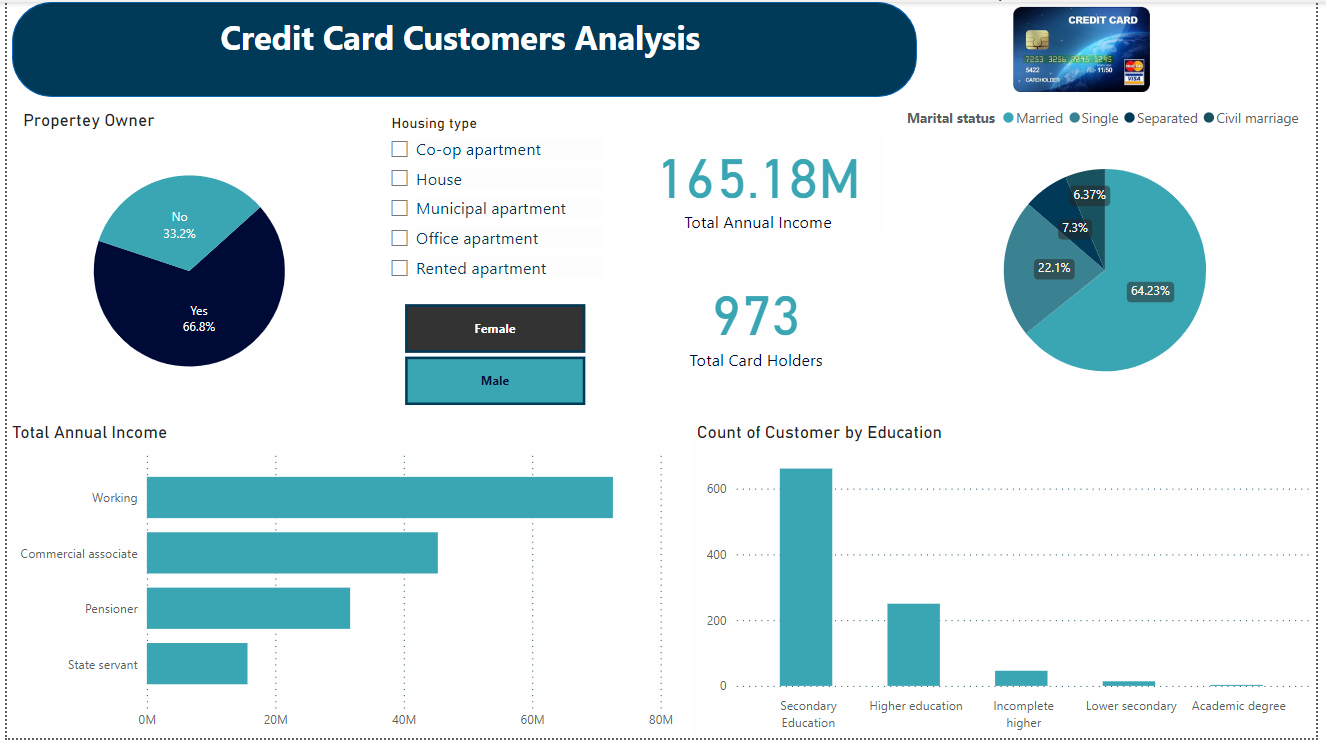 Credit Card Customers Analysis
CREDIT CARD
7253 3256 7895 1245
5422
11:50
CARDHOLDER
VISA
Propertey Owner
No
33.2%
Yes
66.8%
Housing type
Co-op apartment
House
Municipal apartment
Office apartment
Rented apartment
Female
Male
165.18M
Total Annual Income
973
Total Card Holders
Marital status Married Single Separated Civil marriage
6.37%
7.3%
22.1%
64.23%
Total Annual Income
Working
Commercial associate
Pensioner
State servant
0M 20M 40M 60M 80M
Count of Customer by Education
600
400
200
0
Secondary Education
Higher education
Incomplete higher
Lower secondary
Academic degree